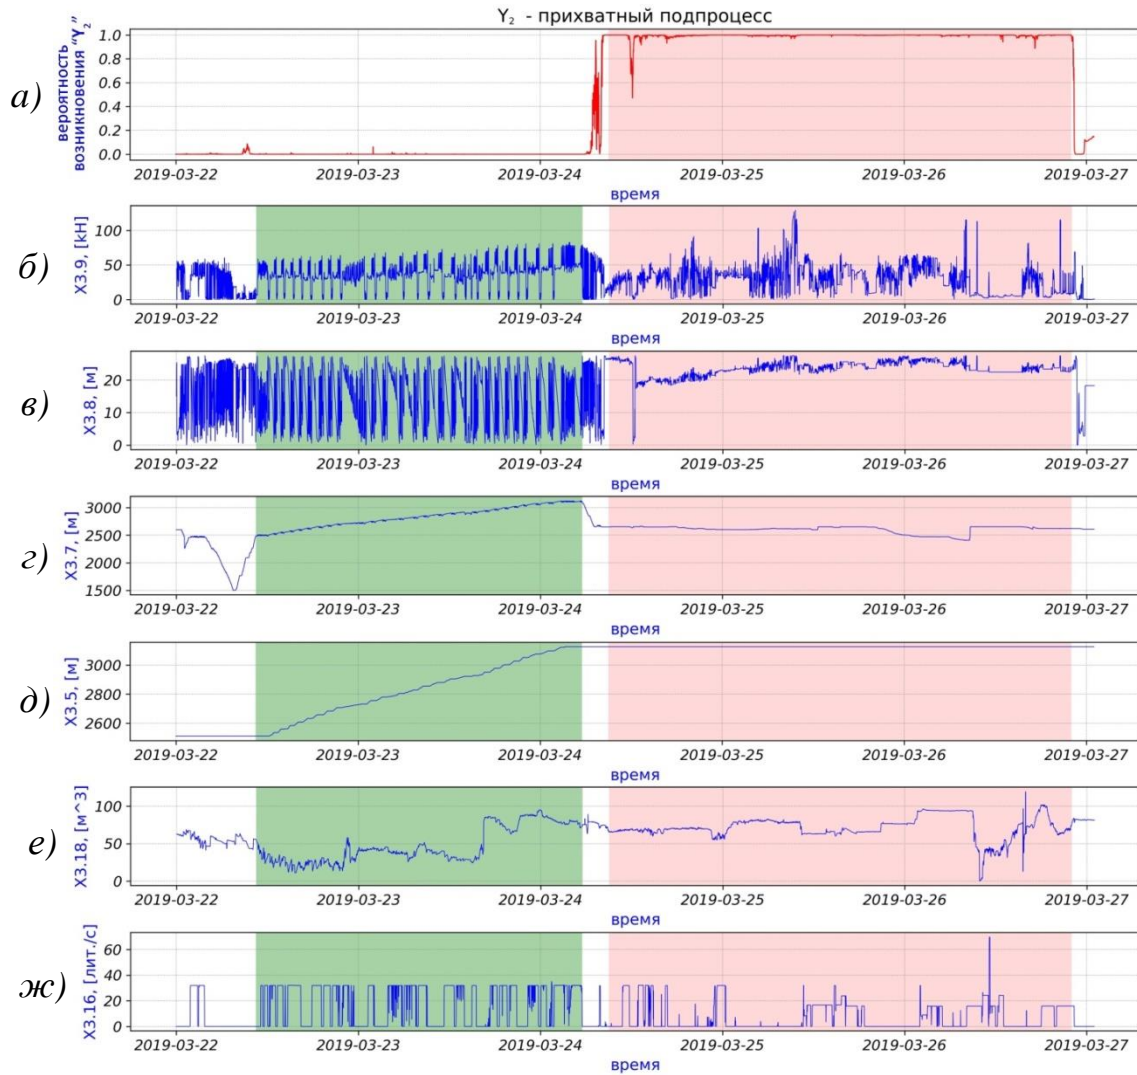 Y₂ - прихватный подпроцесс
а)
вероятность
возникновения "Y₂"
1.0
0.8
0.6
0.4
0.2
0.0
2019-03-22 2019-03-23 2019-03-24 2019-03-25 2019-03-26 2019-03-27
время
б)
X3.9, [kH]
100
50
0
2019-03-22 2019-03-23 2019-03-24 2019-03-25 2019-03-26 2019-03-27
время
в)
X3.8, [м]
20
10
0
2019-03-22 2019-03-23 2019-03-24 2019-03-25 2019-03-26 2019-03-27
время
г)
X3.7, [м]
3000
2500
2000
1500
2019-03-22 2019-03-23 2019-03-24 2019-03-25 2019-03-26 2019-03-27
время
д)
X3.5, [м]
3000
2800
2600
2019-03-22 2019-03-23 2019-03-24 2019-03-25 2019-03-26 2019-03-27
время
е)
X3.18, [м^3]
100
50
0
2019-03-22 2019-03-23 2019-03-24 2019-03-25 2019-03-26 2019-03-27
время
ж)
X3.16, [лит./с]
60
40
20
0
2019-03-22 2019-03-23 2019-03-24 2019-03-25 2019-03-26 2019-03-27
время